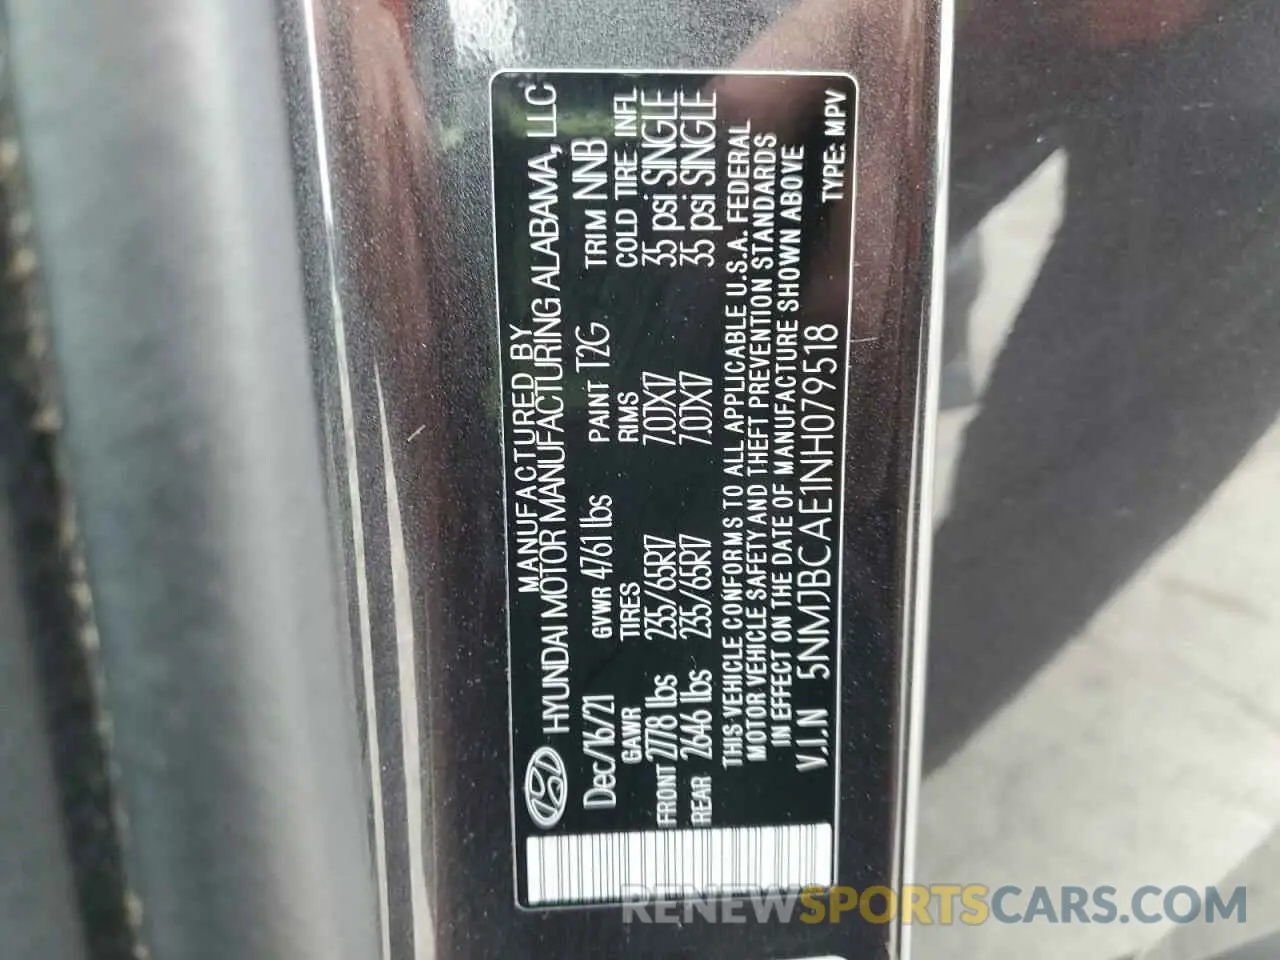 MANUFACTURED BY
HYUNDAI MOTOR MANUFACTURING ALABAMA, LLC
Dec/16/21 GVWR 4761 lbs PAINT T2G TRIM NNB
GAWR TIRES RIMS COLD TIRE INFL
FRONT 2778 lbs 235/65R17 7.0JX17 35 psi SINGLE
REAR 2646 lbs 235/65R17 7.0JX17 35 psi SINGLE
THIS VEHICLE CONFORMS TO ALL APPLICABLE U.S.A. FEDERAL
MOTOR VEHICLE SAFETY AND THEFT PREVENTION STANDARDS
IN EFFECT ON THE DATE OF MANUFACTURE SHOWN ABOVE
V.I.N 5NMJBCAE1NH079518 TYPE: MPV
RENEWSPORTSCARS.COM